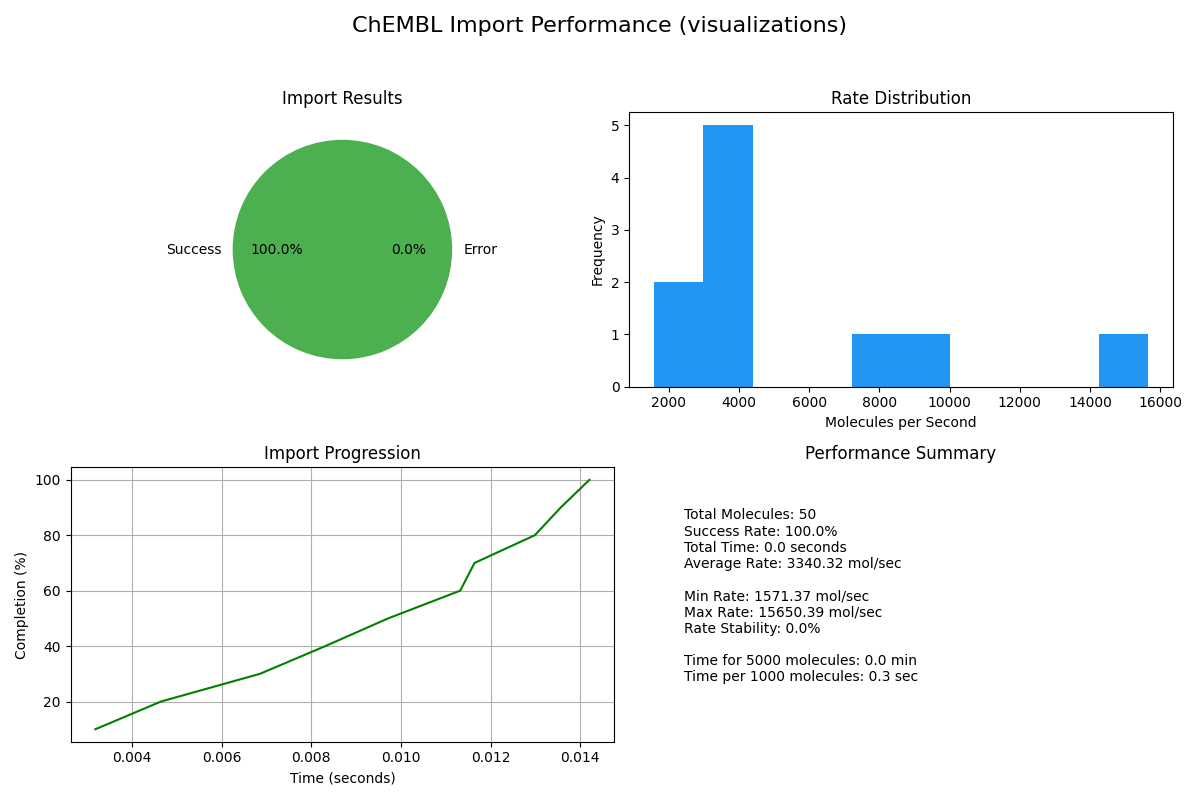 ChEMBL Import Performance (visualizations)
Import Results
Success
100.0%
0.0%
Error
Rate Distribution
Frequency
5
4
3
2
1
0
2000 4000 6000 8000 10000 12000 14000 16000
Molecules per Second
Import Progression
Completion (%)
100
80
60
40
20
0.004 0.006 0.008 0.010 0.012 0.014
Time (seconds)
Performance Summary
Total Molecules: 50
Success Rate: 100.0%
Total Time: 0.0 seconds
Average Rate: 3340.32 mol/sec
Min Rate: 1571.37 mol/sec
Max Rate: 15650.39 mol/sec
Rate Stability: 0.0%
Time for 5000 molecules: 0.0 min
Time per 1000 molecules: 0.3 sec